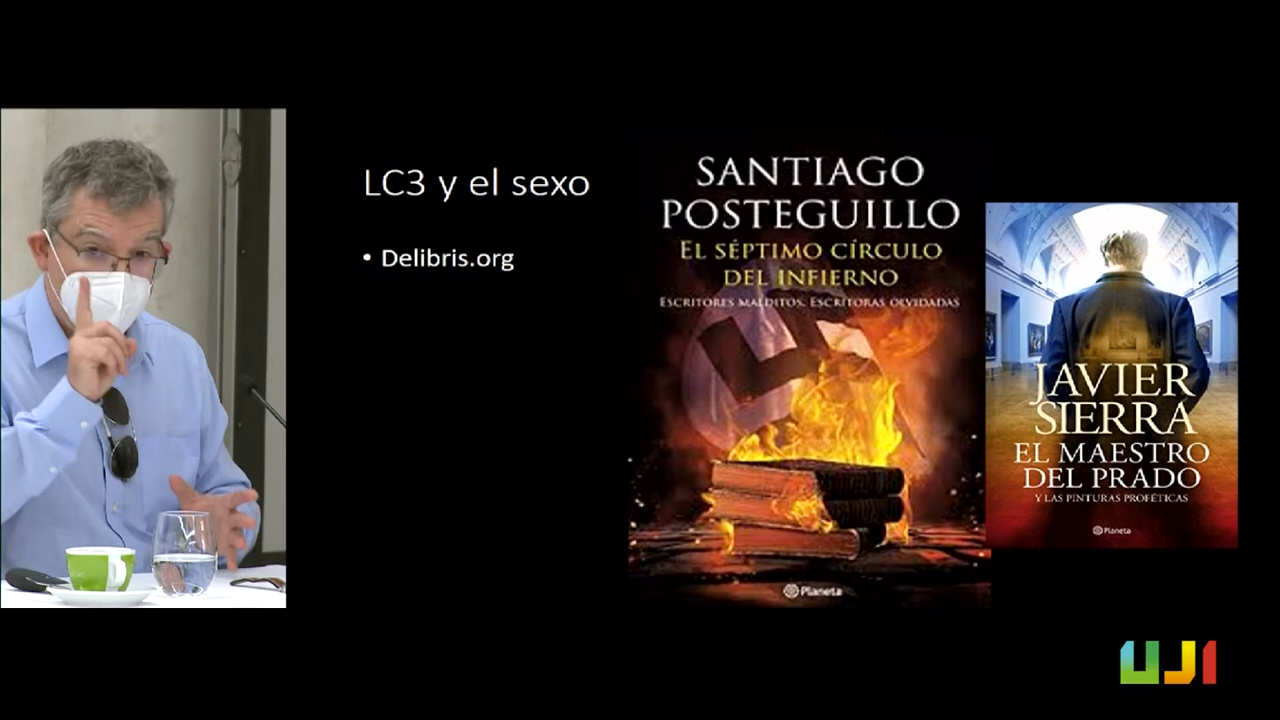 LC3 y el sexo
• Delibris.org
SANTIAGO
POSTEGUILLO
EL SÉPTIMO CÍRCULO
DEL INFIERNO
ESCRITORES MALDITOS. ESCRITORAS OLVIDADAS
Planeta
JAVIER
SIERRA
EL MAESTRO
DEL PRADO
Y LAS PINTURAS PROFÉTICAS
Planeta
UJI